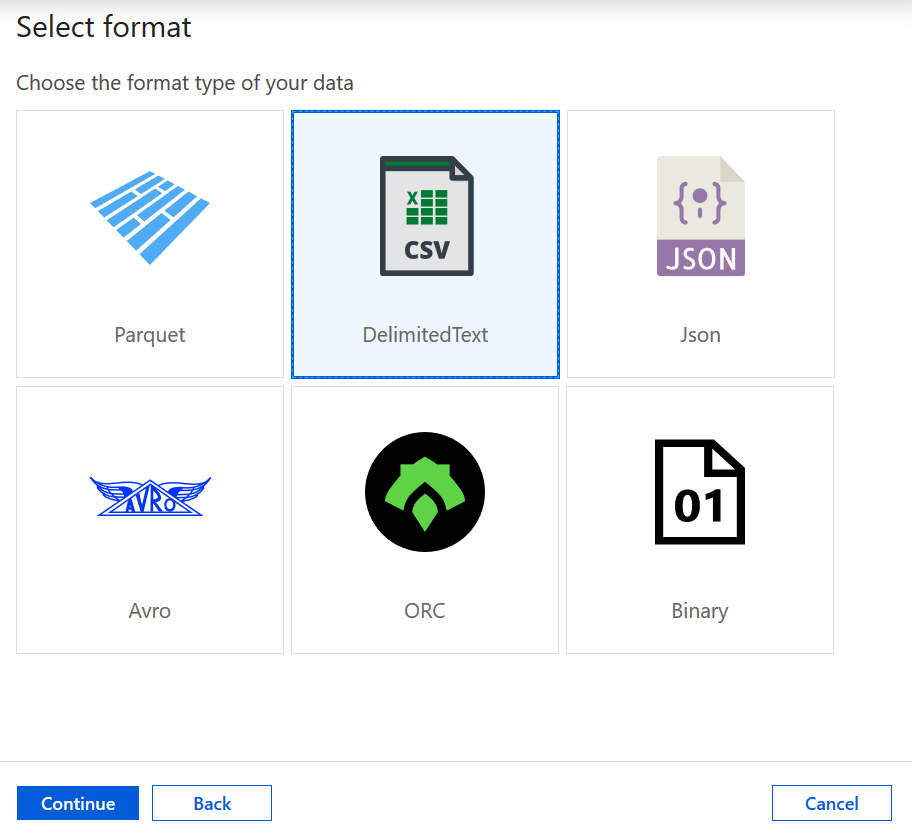 Select format
Choose the format type of your data
X
CSV
{ } JSON
Parquet
DelimitedText
Json
AVRO
01
Avro
ORC
Binary
Continue
Back
Cancel